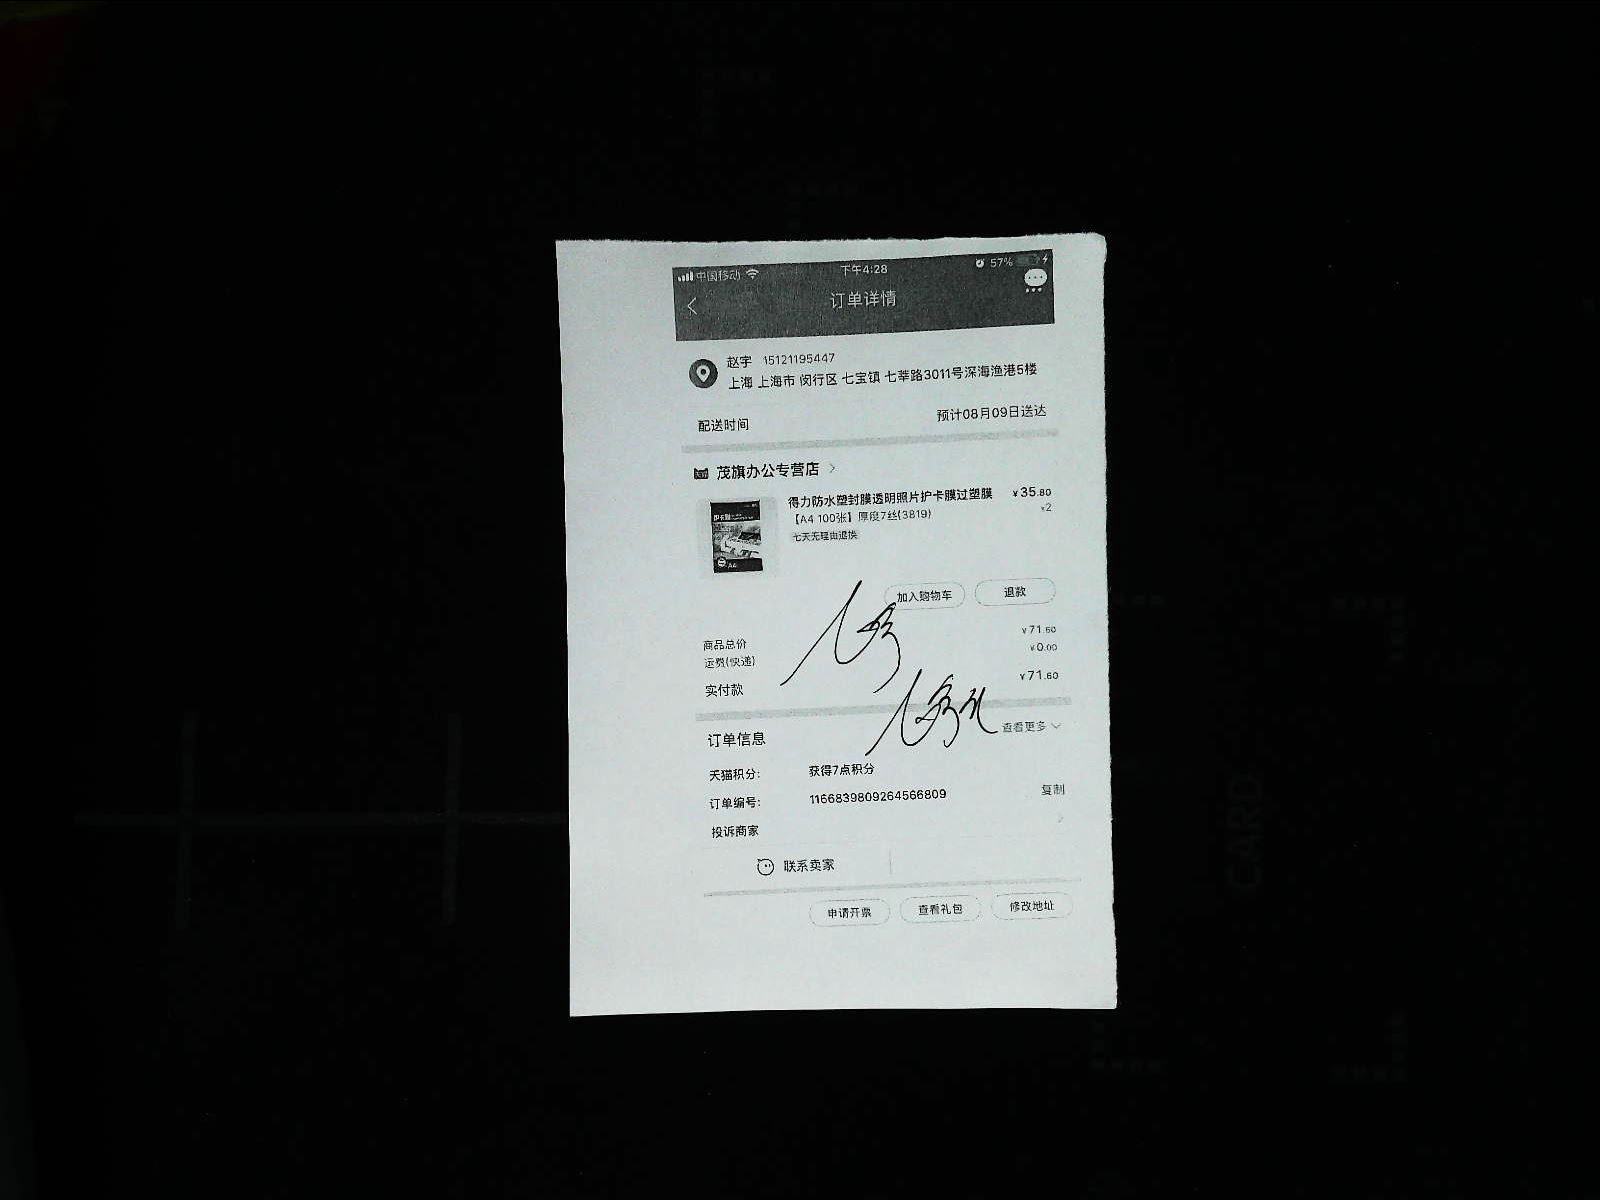 中国移动 下午4:28 57%
订单详情
赵宇 15121195447
上海 上海市 闵行区 七宝镇 七莘路3011号深海渔港5楼
配送时间 预计08月09日送达
茂旗办公专营店 >
得力防水塑封膜透明照片护卡膜过塑膜 ¥35.80
【A4 100张】厚度7丝(3819) x2
七天无理由退换
A4
加入购物车 退款
商品总价 ¥71.60
运费(快递) ¥0.00
实付款 ¥71.60
订单信息 查看更多
天猫积分: 获得7点积分
订单编号: 1166839809264566809 复制
投诉商家 >
联系卖家
申请开票 查看礼包 修改地址
CARD